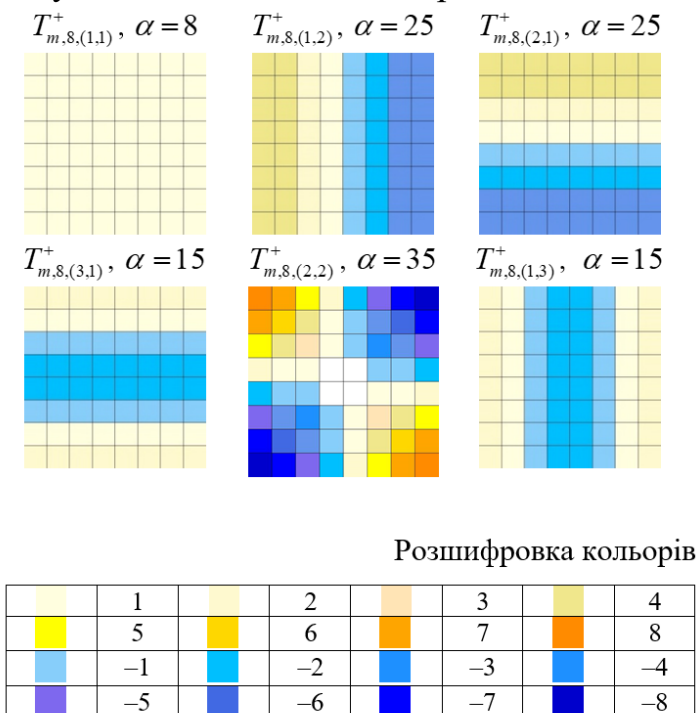 T⁺ₘ,₈,₍₁,₁₎, α = 8 T⁺ₘ,₈,₍₁,₂₎, α = 25 T⁺ₘ,₈,₍₂,₁₎, α = 25
T⁺ₘ,₈,₍₃,₁₎, α = 15 T⁺ₘ,₈,₍₂,₂₎, α = 35 T⁺ₘ,₈,₍₁,₃₎, α = 15
Розшифровка кольорів
1 2 3 4
5 6 7 8
–1 –2 –3 –4
–5 –6 –7 –8